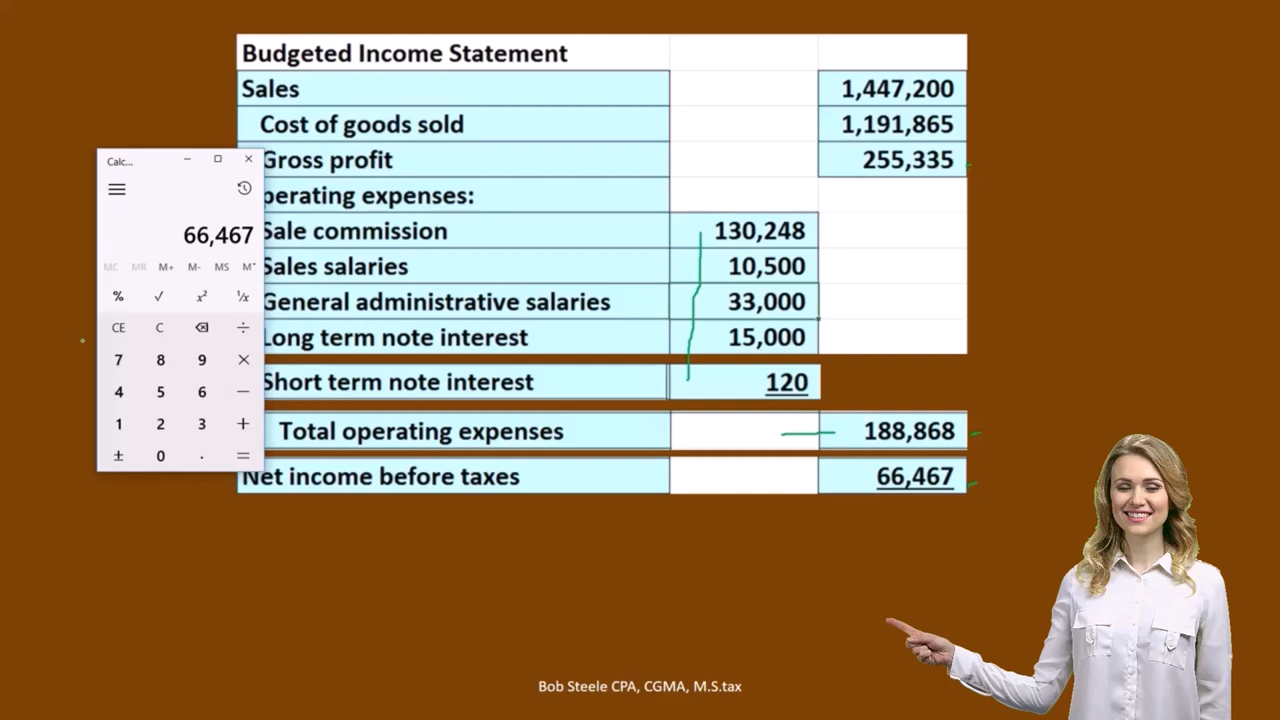 Budgeted Income Statement
Sales 1,447,200
Cost of goods sold 1,191,865
Gross profit 255,335
perating expenses:
Sale commission 130,248
Sales salaries 10,500
General administrative salaries 33,000
Long term note interest 15,000
Short term note interest 120
Total operating expenses 188,868
Net income before taxes 66,467
Calc...
66,467
MC MR M+ M- MS M˅
% √ x² ¹/x
CE C ⌫ ÷
7 8 9 ×
4 5 6 −
1 2 3 +
± 0 . =
Bob Steele CPA, CGMA, M.S.tax